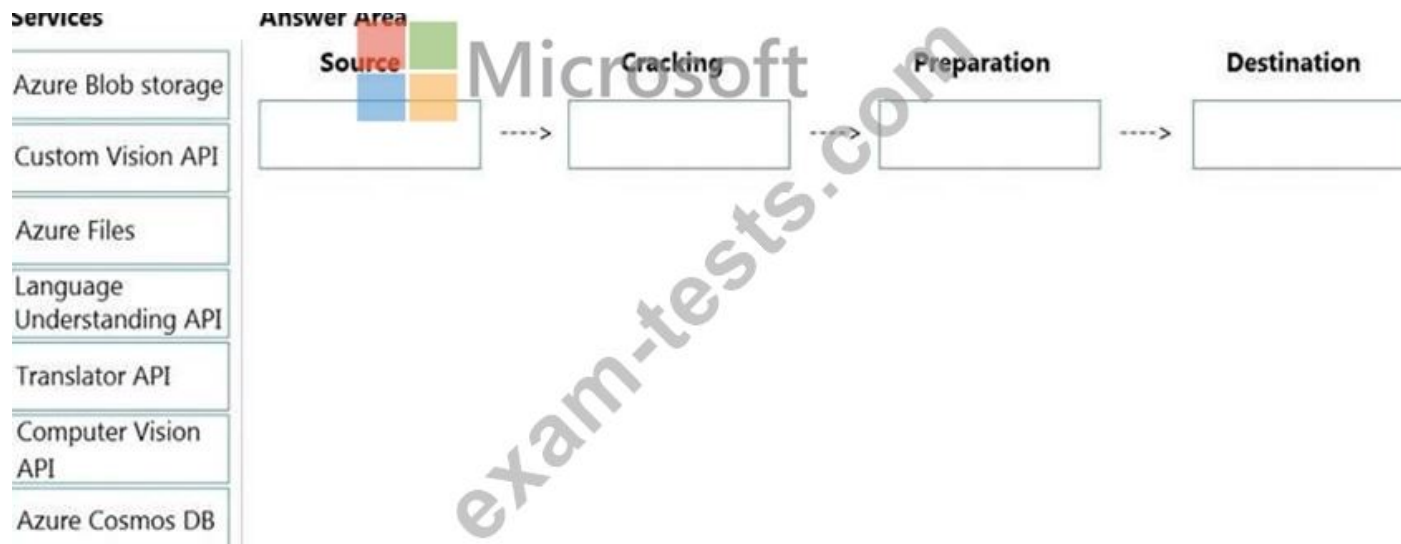 Services
Answer Area
Microsoft
Source
Cracking
Preparation
Destination
Azure Blob storage
---->
---->
---->
Custom Vision API
Azure Files
Language
Understanding API
Translator API
Computer Vision
API
Azure Cosmos DB
exam-tests.com